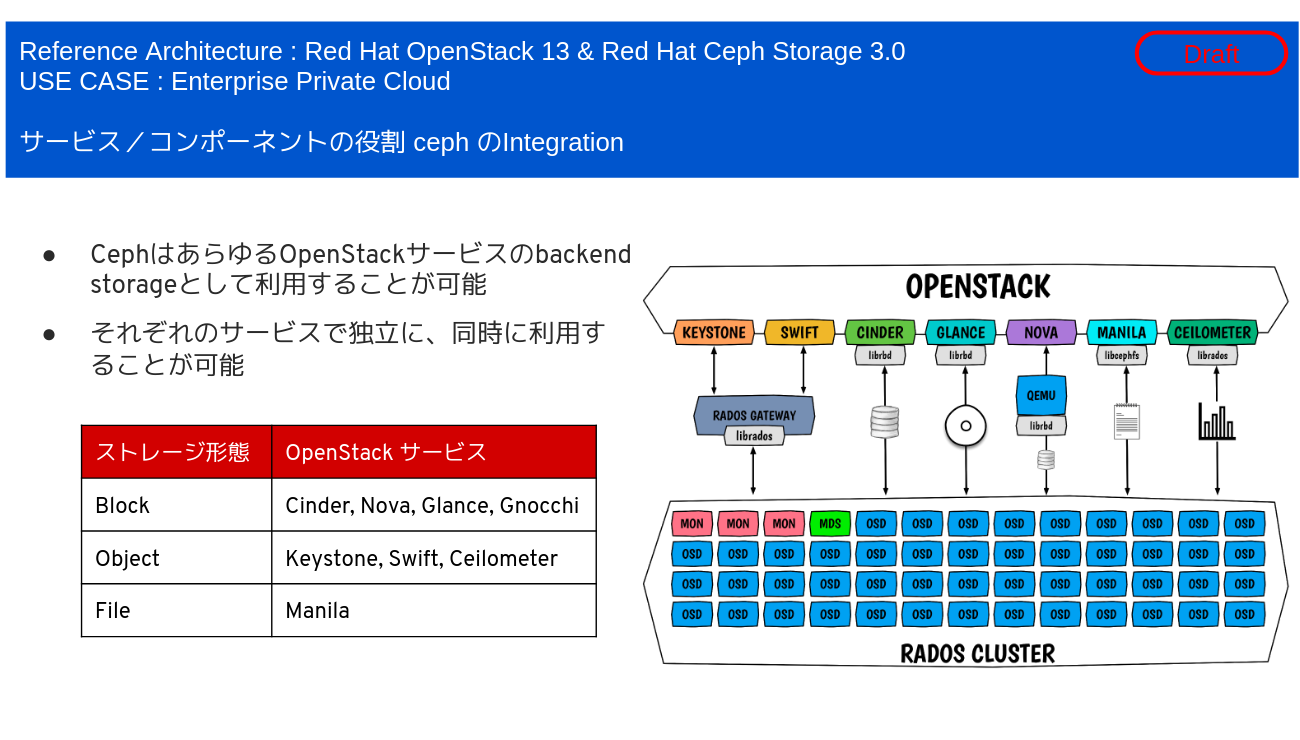 Reference Architecture : Red Hat OpenStack 13 & Red Hat Ceph Storage 3.0
Draft
USE CASE : Enterprise Private Cloud
サービス／コンポーネントの役割 ceph のIntegration
● CephはあらゆるOpenStackサービスのbackend
storageとして利用することが可能
● それぞれのサービスで独立に、同時に利用す
ることが可能
ストレージ形態 OpenStack サービス
Block Cinder, Nova, Glance, Gnocchi
Object Keystone, Swift, Ceilometer
File Manila
OPENSTACK
KEYSTONE SWIFT CINDER GLANCE NOVA MANILA CEILOMETER
librbd librbd libcephfs librados
QEMU
RADOS GATEWAY
librbd
librados
MON MON MON MDS OSD OSD OSD OSD OSD OSD OSD OSD OSD
OSD OSD OSD OSD OSD OSD OSD OSD OSD OSD OSD OSD OSD
OSD OSD OSD OSD OSD OSD OSD OSD OSD OSD OSD OSD OSD
OSD OSD OSD OSD OSD OSD OSD OSD OSD OSD OSD OSD OSD
RADOS CLUSTER